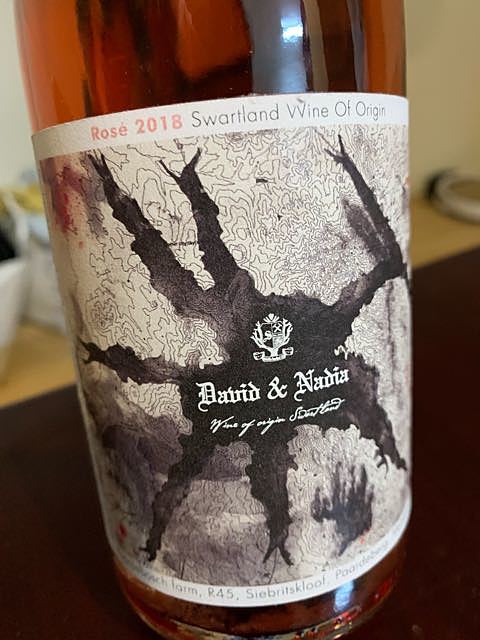 Rosé 2018 Swartland Wine Of Origin
David & Nadia
Wine of origin Swartland
farm, R45, Siebritskloof, Paardeberg